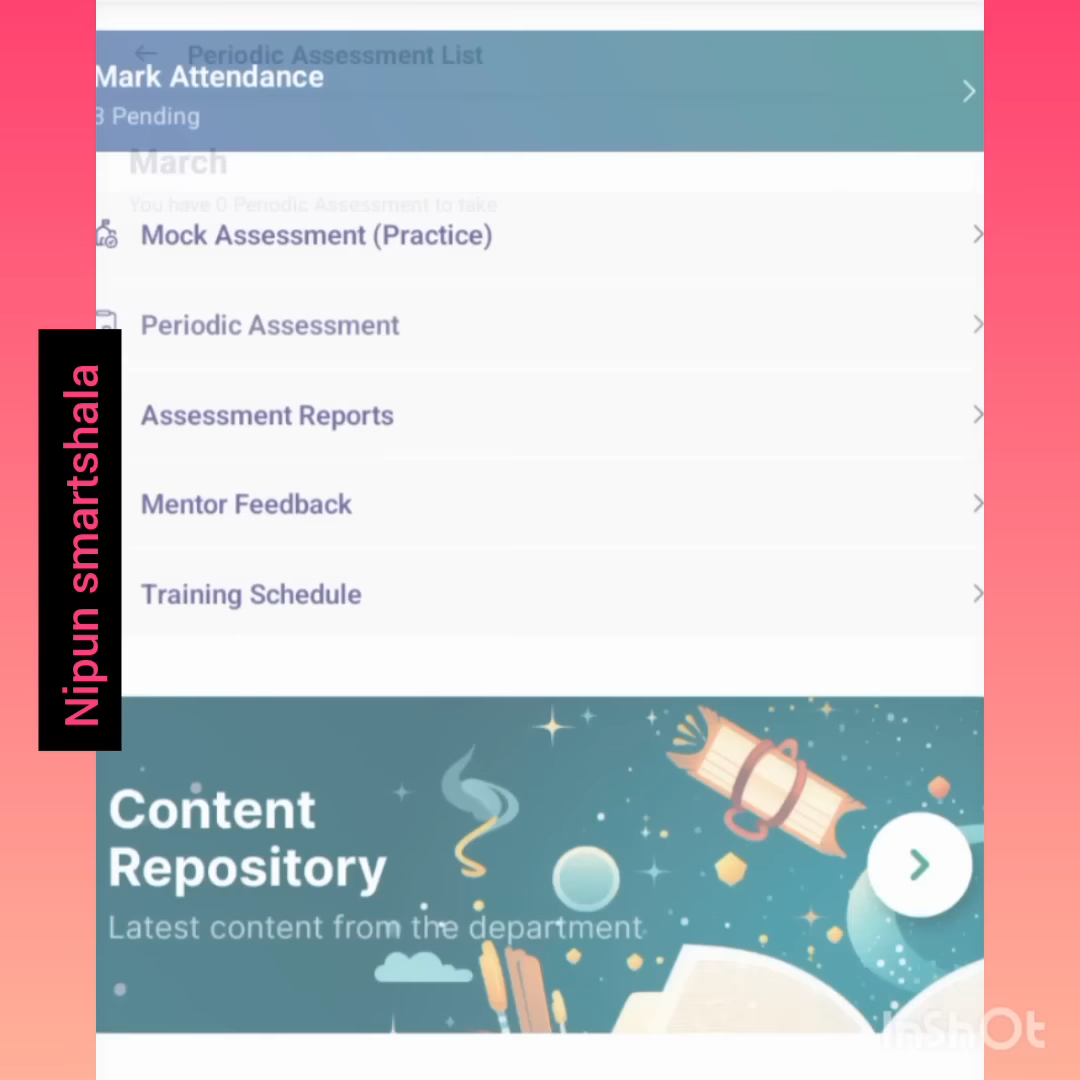 Periodic Assessment List
Mark Attendance
3 Pending
March
You have 0 Periodic Assessment to take
Mock Assessment (Practice)
Periodic Assessment
Assessment Reports
Mentor Feedback
Training Schedule
Nipun smartshala
Content
Repository
Latest content from the department
InShOt